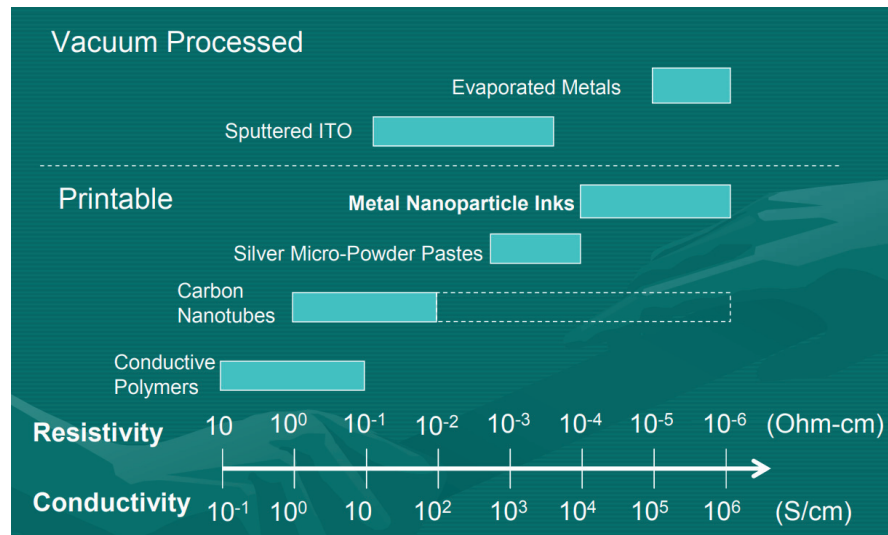 Vacuum Processed
Evaporated Metals
Sputtered ITO
Printable
Metal Nanoparticle Inks
Silver Micro-Powder Pastes
Carbon
Nanotubes
Conductive
Polymers
Resistivity 10 10⁰ 10⁻¹ 10⁻² 10⁻³ 10⁻⁴ 10⁻⁵ 10⁻⁶ (Ohm-cm)
Conductivity 10⁻¹ 10⁰ 10 10² 10³ 10⁴ 10⁵ 10⁶ (S/cm)